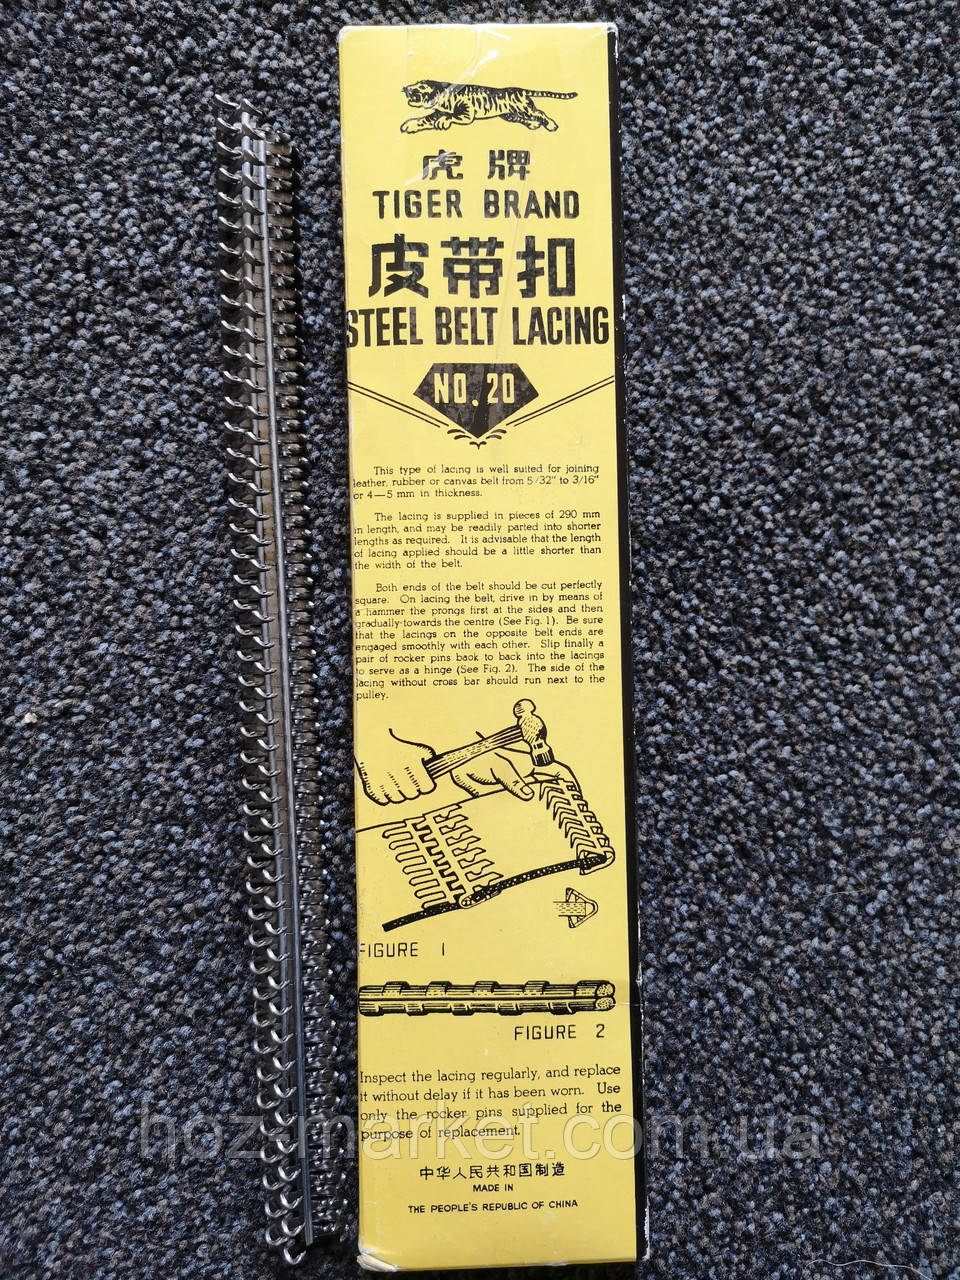 虎牌
TIGER BRAND
皮带扣
STEEL BELT LACING
NO. 20
This type of lacing is well suited for joining
leather, rubber or canvas belt from 5/32" to 3/16"
or 4—5 mm in thickness.
The lacing is supplied in pieces of 290 mm
in length, and may be readily parted into shorter
lengths as required. It is advisable that the length
of lacing applied should be a little shorter than
the width of the belt.
Both ends of the belt should be cut perfectly
square. On lacing the belt, drive in by means of
a hammer the prongs first at the sides and then
gradually towards the centre (See Fig. 1). Be sure
that the lacings on the opposite belt ends are
engaged smoothly with each other. Slip finally a
pair of rocker pins back to back into the lacings
to serve as a hinge (See Fig. 2). The side of the
lacing without cross bar should run next to the
pulley.
FIGURE 1
FIGURE 2
Inspect the lacing regularly, and replace
it without delay if it has been worn. Use
only the rocker pins supplied for the
purpose of replacement.
hoz-market.com.ua
中华人民共和国制造
MADE IN
THE PEOPLE'S REPUBLIC OF CHINA